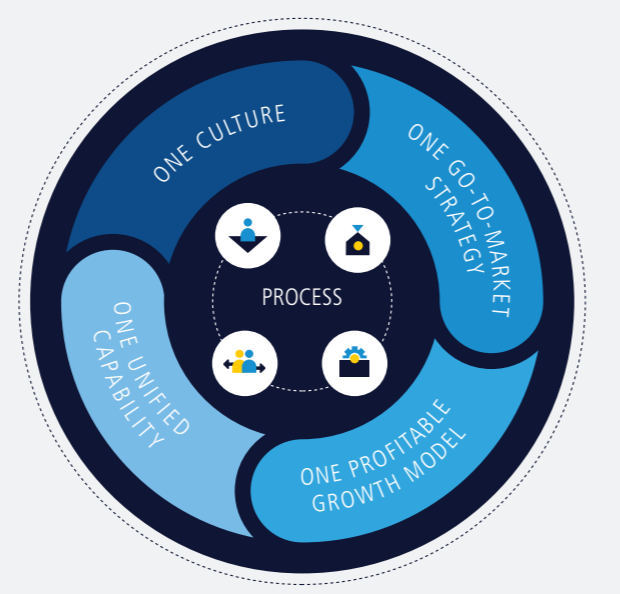 ONE CULTURE
ONE GO-TO-MARKET
STRATEGY
PROCESS
ONE UNIFIED
CAPABILITY
ONE PROFITABLE
GROWTH MODEL